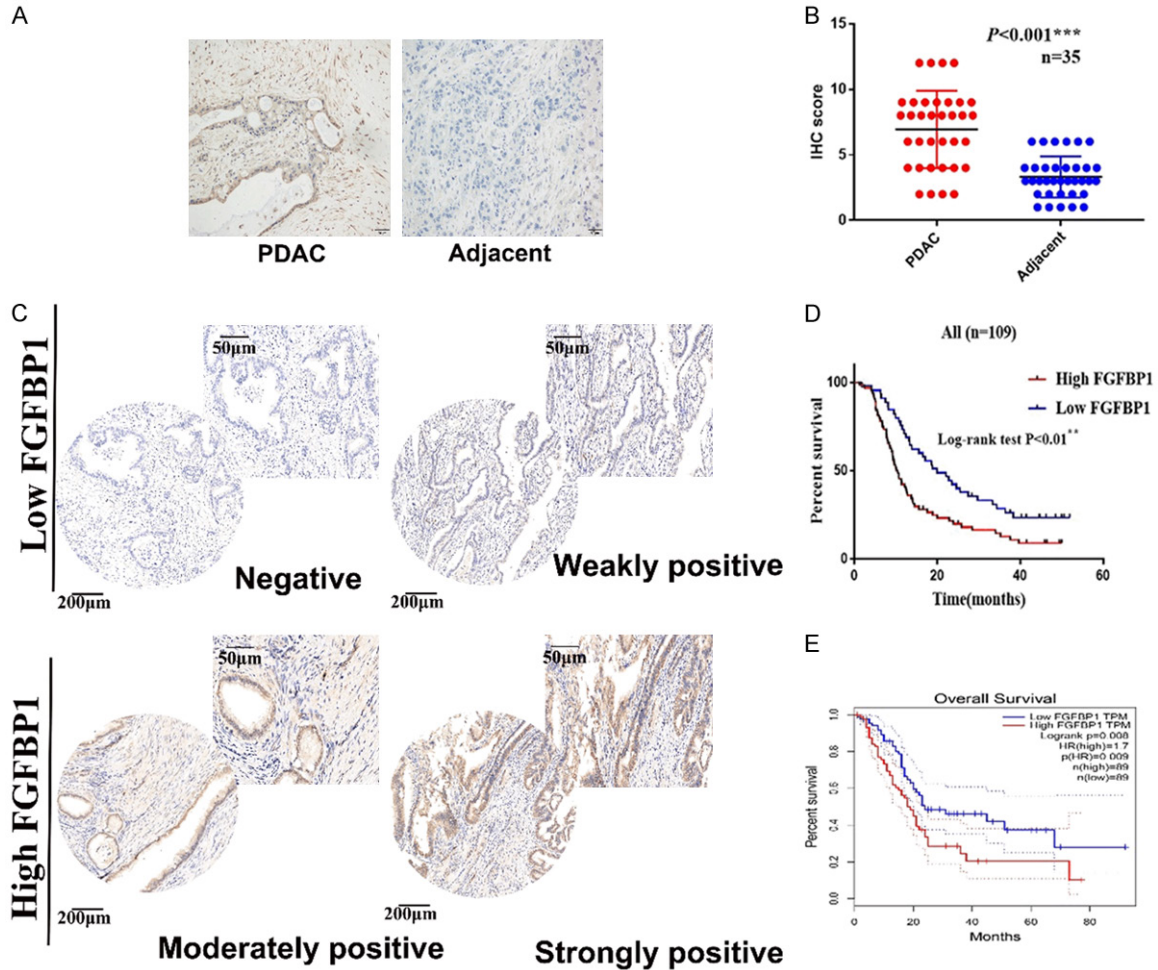 A
PDAC
Adjacent
B
P<0.001***
n=35
IHC score
15
10
5
0
PDAC
Adjacent
C
Low FGFBP1
50μm
50μm
Negative
Weakly positive
200μm
200μm
High FGFBP1
50μm
50μm
200μm
200μm
Moderately positive
Strongly positive
D
All (n=109)
High FGFBP1
Low FGFBP1
Log-rank test P<0.01**
Percent survival
100
50
0
0 20 40 60
Time(months)
E
Overall Survival
Low FGFBP1 TPM
High FGFBP1 TPM
Logrank p=0.008
HR(high)=1.7
p(HR)=0.009
n(high)=89
n(low)=89
Percent survival
1.0
0.8
0.6
0.4
0.2
0.0
0 20 40 60 80
Months